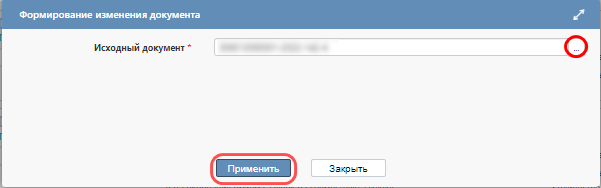 Формирование изменения документа
Исходный документ *
...
Применить Закрыть